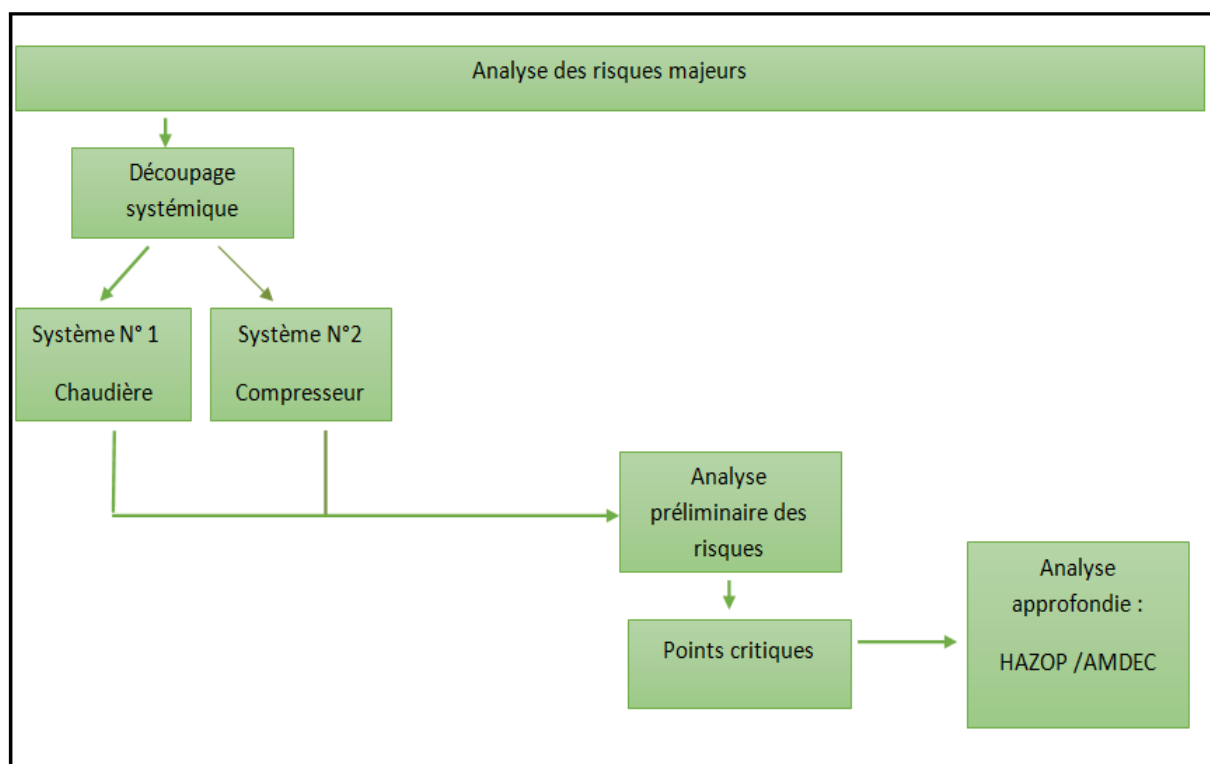 Analyse des risques majeurs
Découpage
systémique
Système N° 1
Chaudière
Système N°2
Compresseur
Analyse
préliminaire des
risques
Points critiques
Analyse
approfondie :
HAZOP /AMDEC